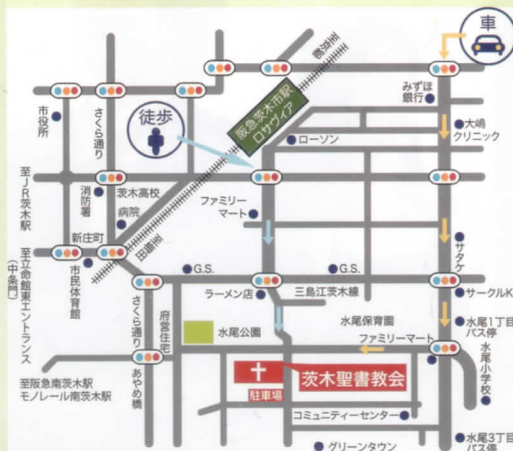 車
至京都
みずほ
銀行
市役所
さくら通り
徒歩
阪急茨木市駅
ロサヴィア
大嶋
クリニック
ローソン
至JR茨木駅
消防署
茨木高校
病院
ファミリー
マート
新庄町
至梅田
至立命館東エントランス
(中条門)
市民体育館
サタケ
G.S.
G.S.
ラーメン店
三島江茨木線
サークルK
さくら通り
府営住宅
水尾公園
水尾保育園
水尾1丁目
バス停
ファミリーマート
水尾小学校
あやめ橋
茨木聖書教会
駐車場
至阪急南茨木駅
モノレール南茨木駅
コミュニティーセンター
グリーンタウン
水尾3丁目
バス停